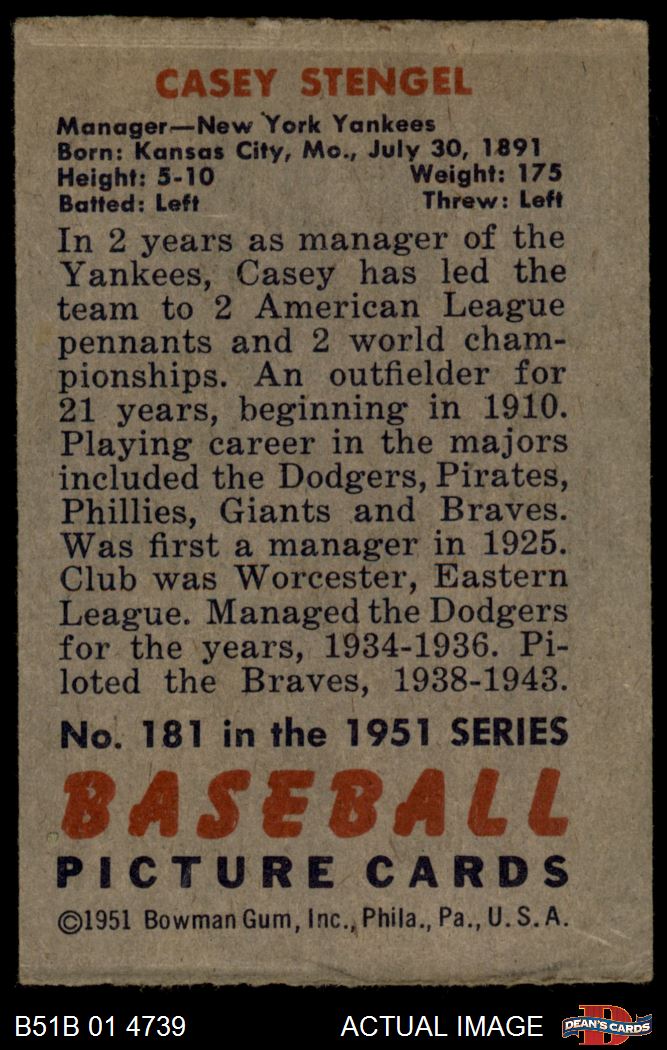 CASEY STENGEL
Manager—New York Yankees
Born: Kansas City, Mo., July 30, 1891
Height: 5-10 Weight: 175
Batted: Left Threw: Left
In 2 years as manager of the
Yankees, Casey has led the
team to 2 American League
pennants and 2 world cham-
pionships. An outfielder for
21 years, beginning in 1910.
Playing career in the majors
included the Dodgers, Pirates,
Phillies, Giants and Braves.
Was first a manager in 1925.
Club was Worcester, Eastern
League. Managed the Dodgers
for the years, 1934-1936. Pi-
loted the Braves, 1938-1943.
No. 181 in the 1951 SERIES
BASEBALL
PICTURE CARDS
©1951 Bowman Gum, Inc., Phila., Pa., U.S.A.
B51B 01 4739 ACTUAL IMAGE D DEAN'S CARDS